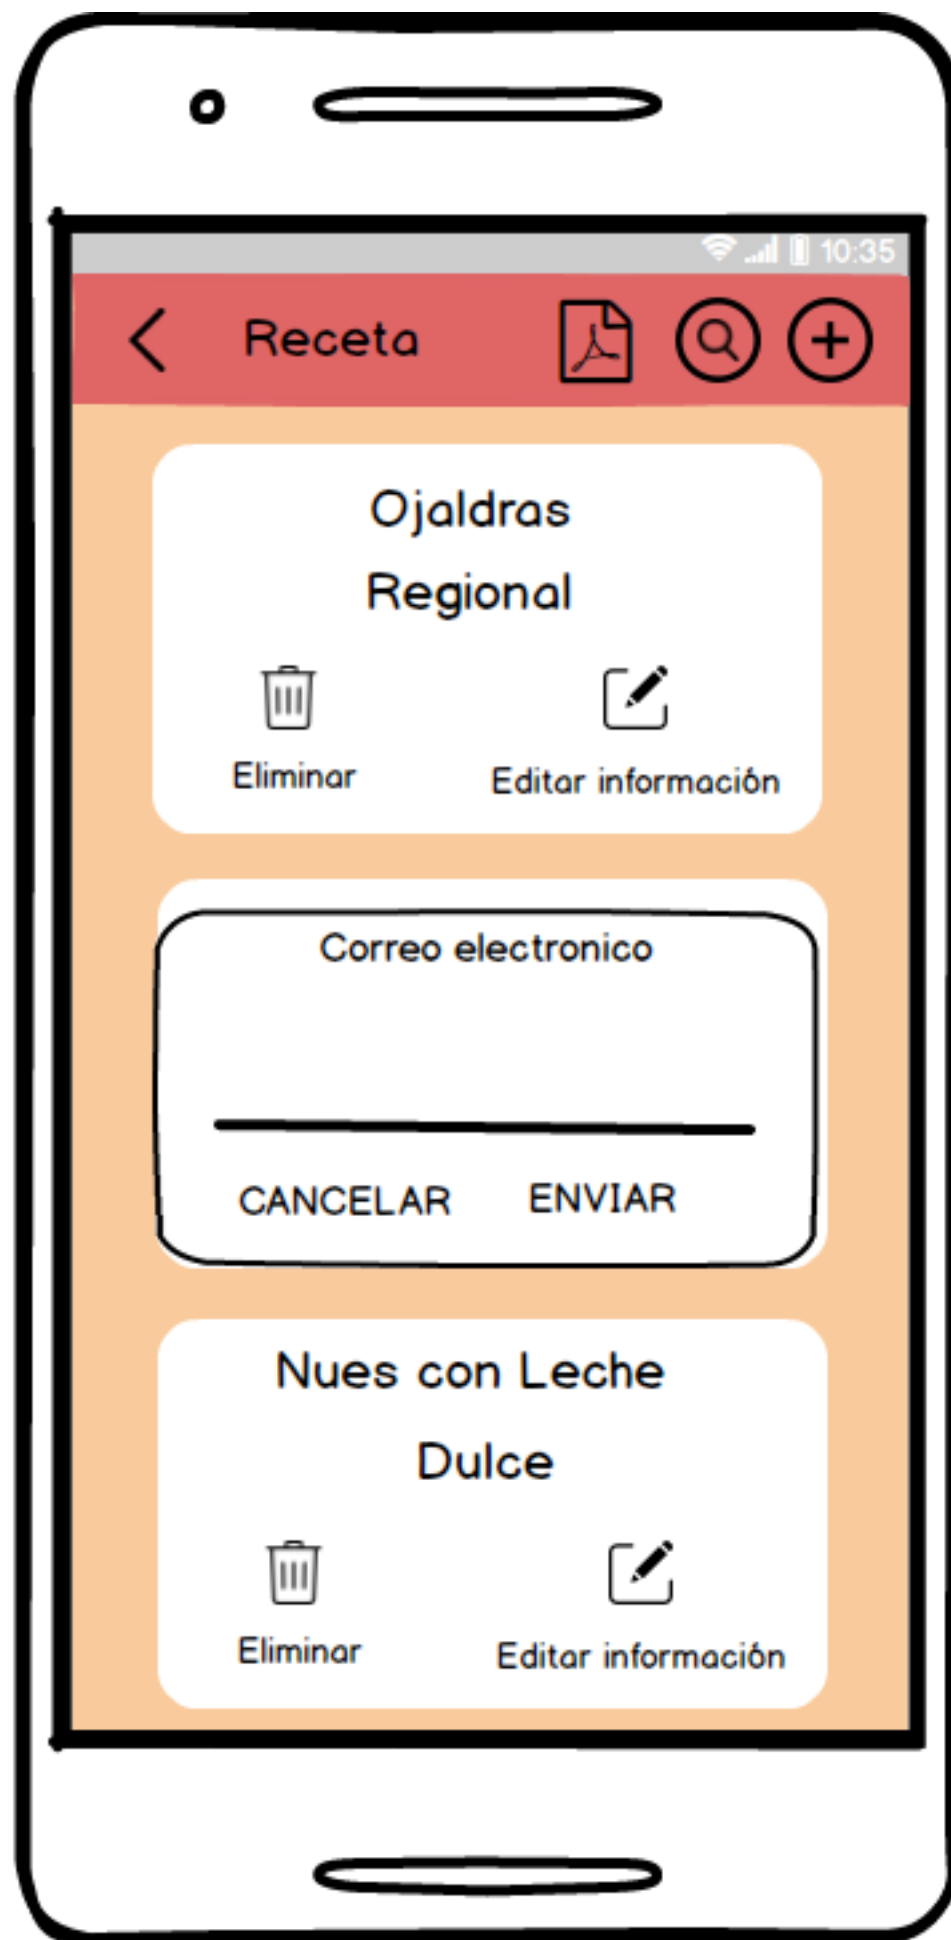 10:35
Receta
Ojaldras
Regional
Eliminar Editar información
Correo electronico
CANCELAR ENVIAR
Nues con Leche
Dulce
Eliminar Editar información